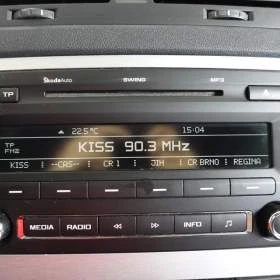 ŠkodaAuto SWING MP3
TP
▲ 22.5°C 15:04
TP
FM2
KISS 90.3 MHz
KISS --CAS-- CR 1 JIH CR BRNO REGINA
MEDIA RADIO INFO